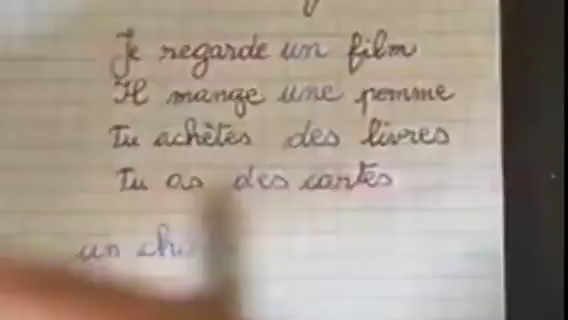 Je regarde un film
Il mange une pomme
Tu achètes des livres
Tu as des cartes
un